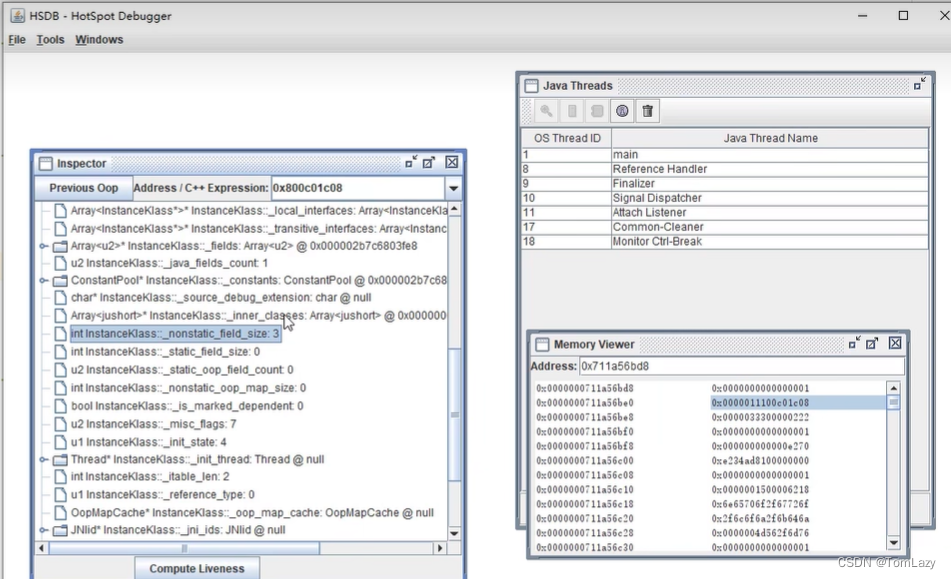 HSDB - HotSpot Debugger
File Tools Windows
Inspector
Previous Oop Address / C++ Expression: 0x800c01c08
Array<InstanceKlass*>* InstanceKlass::_local_interfaces: Array<InstanceKla
Array<InstanceKlass*>* InstanceKlass::_transitive_interfaces: Array<Instanc
Array<u2>* InstanceKlass::_fields: Array<u2> @ 0x000002b7c6803fe8
u2 InstanceKlass::_java_fields_count: 1
ConstantPool* InstanceKlass::_constants: ConstantPool @ 0x000002b7c68
char* InstanceKlass::_source_debug_extension: char @ null
Array<jushort>* InstanceKlass::_inner_classes: Array<jushort> @ 0x000000
int InstanceKlass::_nonstatic_field_size: 3
int InstanceKlass::_static_field_size: 0
u2 InstanceKlass::_static_oop_field_count: 0
int InstanceKlass::_nonstatic_oop_map_size: 0
bool InstanceKlass::_is_marked_dependent: 0
u2 InstanceKlass::_misc_flags: 7
u1 InstanceKlass::_init_state: 4
Thread* InstanceKlass::_init_thread: Thread @ null
int InstanceKlass::_itable_len: 2
u1 InstanceKlass::_reference_type: 0
OopMapCache* InstanceKlass::_oop_map_cache: OopMapCache @ null
JNIid* InstanceKlass::_jni_ids: JNIid @ null
Compute Liveness
Java Threads
OS Thread ID Java Thread Name
1 main
8 Reference Handler
9 Finalizer
10 Signal Dispatcher
11 Attach Listener
17 Common-Cleaner
18 Monitor Ctrl-Break
Memory Viewer
Address: 0x711a56bd8
0x0000000711a56bd8 0x0000000000000001
0x0000000711a56be0 0x0000011100c01c08
0x0000000711a56be8 0x0000033300000222
0x0000000711a56bf0 0x0000000000000001
0x0000000711a56bf8 0x000000000000e270
0x0000000711a56c00 0xe234ad8100000000
0x0000000711a56c08 0x0000000000000001
0x0000000711a56c10 0x0000001500006218
0x0000000711a56c18 0x6e65706f2f67726f
0x0000000711a56c20 0x2f6c6f6a2f6b646a
0x0000000711a56c28 0x0000004d562f6d76
0x0000000711a56c30 0x0000000000000001
CSDN @TomLazy